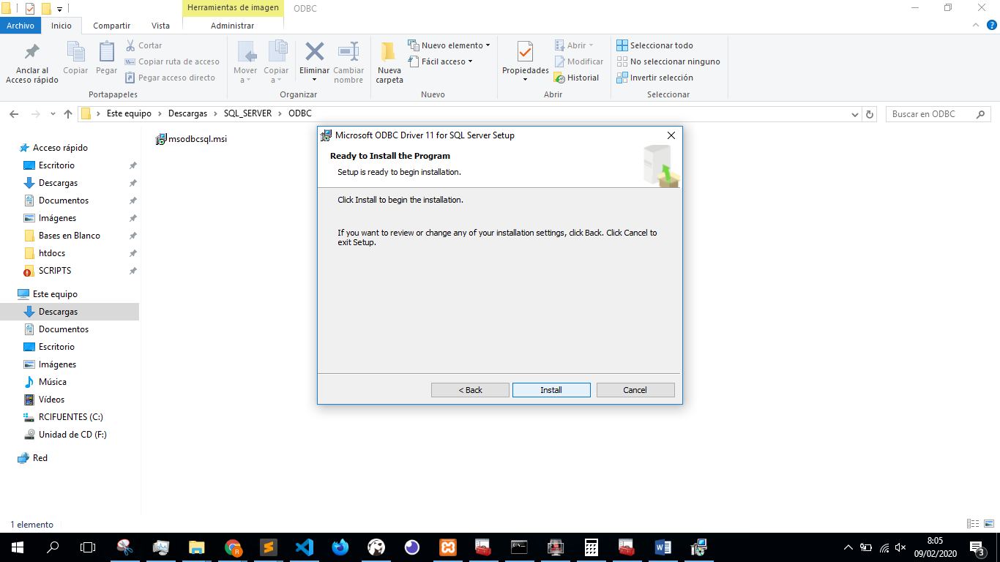 Herramientas de imagen
ODBC
Archivo
Inicio
Compartir
Vista
Administrar
Anclar al
Acceso rápido
Copiar
Pegar
Cortar
Copiar ruta de acceso
Pegar acceso directo
Portapapeles
Mover
a
Copiar
a
Eliminar
Cambiar
nombre
Organizar
Nueva
carpeta
Nuevo elemento
Fácil acceso
Nuevo
Propiedades
Abrir
Modificar
Historial
Abrir
Seleccionar todo
No seleccionar ninguno
Invertir selección
Seleccionar
Este equipo > Descargas > SQL_SERVER > ODBC
Buscar en ODBC
Acceso rápido
Escritorio
Descargas
Documentos
Imágenes
Bases en Blanco
htdocs
SCRIPTS
Este equipo
Descargas
Documentos
Escritorio
Imágenes
Música
Vídeos
RCIFUENTES (C:)
Unidad de CD (F:)
Red
msodbcsql.msi
Microsoft ODBC Driver 11 for SQL Server Setup
Ready to Install the Program
Setup is ready to begin installation.
Click Install to begin the installation.
If you want to review or change any of your installation settings, click Back. Click Cancel to
exit Setup.
< Back
Install
Cancel
1 elemento
8:05
09/02/2020
3